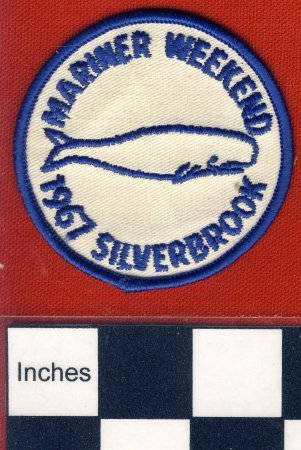 MARINER WEEKEND
1967 SILVERBROOK
Inches